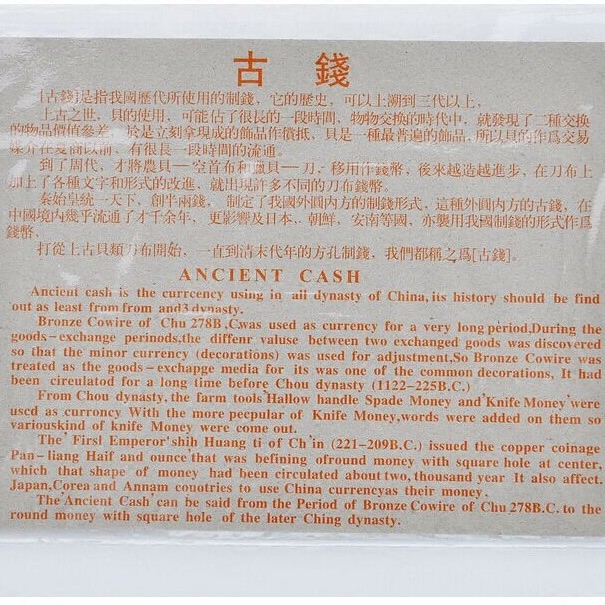 古 錢
[古錢]是指我國歷代所使用的制錢，它的歷史，可以上溯到三代以上，
上古之世，貝的使用，可能佔了很長的一段時間，物物交換的時代中，就發現了二種交換
的物品價值參差，於是立刻拿現成的飾品作償抵，貝是一種最普遍的飾品，所以貝的作爲交易
媒介在夏商以前，有很長一段時間的流通。
到了周代，才將農貝—空首布和獵貝—刀，移用作錢幣，後來越造越進步，在刀布上
加上了各種文字和形式的改進，就出現許多不同的刀布錢幣。
秦始皇統一天下，創半兩錢，制定了我國外圓內方的制錢形式，這種外圓内方的古錢，在
中國境内幾乎流通了才千余年，更影響及日本，朝鮮，安南等國，亦襲用我國制錢的形式作爲
錢幣，
打從上古貝類刀布開始，一直到清末代年的方孔制錢，我們都稱之爲[古錢]。
ANCIENT CASH
Ancient cash is the currcency using in aii dynasty of China,its history should be find
out as least from from and3 dynasty.
Bronze Cowire of Chu 278B,C,was used as currency for a very long period,During the
goods-exchange perinods,the diffenr valuse between two exchanged goods was discovered
so that the minor currency (decorations) was used for adjustment,So Bronze Cowire was
treated as the goods-exchapge media for its was one of the common decorations, It had
been circulatod for a long time before Chou dynasty (1122-225B.C.)
From Chou dynasty, the farm tools'Hallow handle Spade Money and'Knife Money'were
uscd as curroncy With the more pecpular of Knife Money,words were added on them so
variouskind of knife Money were come out.
The'Firsl Emperor'shih Huang ti of Ch'in (221-209B.C.) issued the copper coinage
Pan-liang Haif and ounce'that was befining ofround money with square hole at center,
which that shape of money had been circulated about two, thousand year It also affect.
Japan,Corea and Annam couotries to use China currencyas their money.
The'Ancient Cash'can be said from the Period of Bronze Cowire of Chu 278B.C. to the
round money with square hole of the later Ching dynasty.